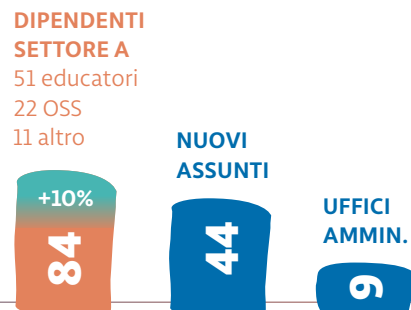 DIPENDENTI
SETTORE A
51 educatori
22 OSS
11 altro
+10%
84
NUOVI
ASSUNTI
44
UFFICI
AMMIN.
9